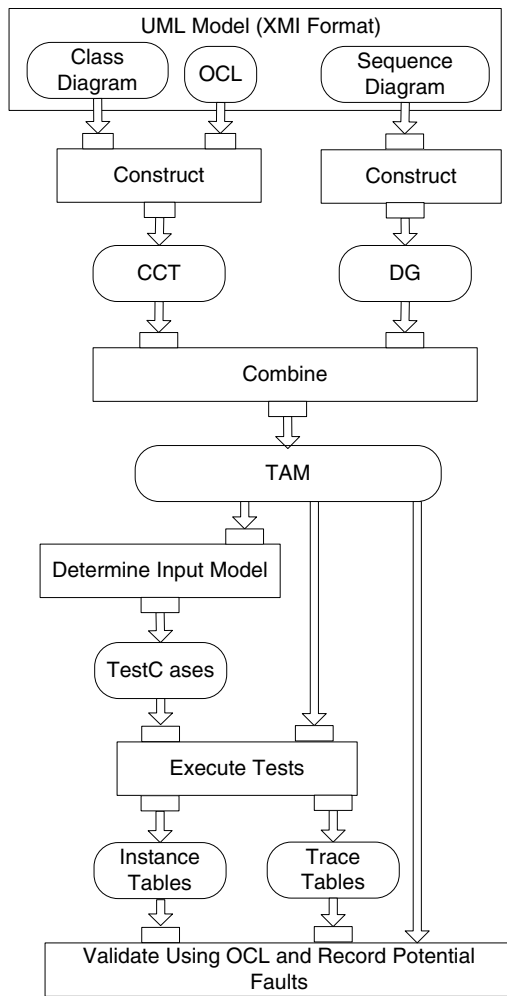 UML Model (XMI Format)
Class
Diagram
OCL
Sequence
Diagram
Construct
Construct
CCT
DG
Combine
TAM
Determine Input Model
TestC ases
Execute Tests
Instance
Tables
Trace
Tables
Validate Using OCL and Record Potential
Faults